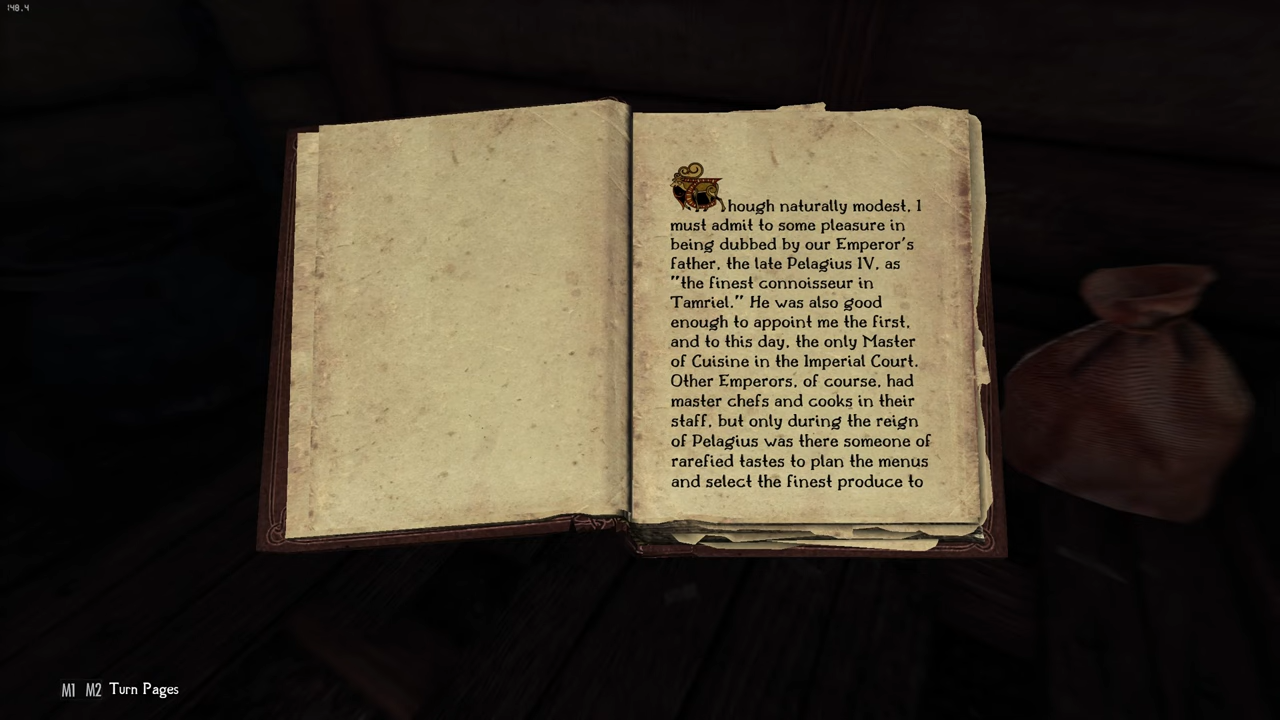 148.4
Though naturally modest, I
must admit to some pleasure in
being dubbed by our Emperor's
father, the late Pelagius IV, as
"the finest connoisseur in
Tamriel." He was also good
enough to appoint me the first,
and to this day, the only Master
of Cuisine in the Imperial Court.
Other Emperors, of course, had
master chefs and cooks in their
staff, but only during the reign
of Pelagius was there someone of
rarefied tastes to plan the menus
and select the finest produce to
M1 M2 Turn Pages